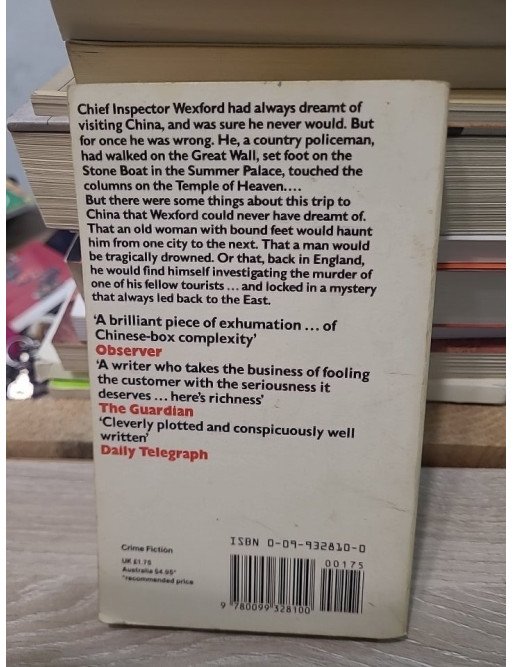 Chief Inspector Wexford had always dreamt of
visiting China, and was sure he never would. But
for once he was wrong. He, a country policeman,
had walked on the Great Wall, set foot on the
Stone Boat in the Summer Palace, touched the
columns on the Temple of Heaven....
But there were some things about this trip to
China that Wexford could never have dreamt of.
That an old woman with bound feet would haunt
him from one city to the next. That a man would
be tragically drowned. Or that, back in England,
he would find himself investigating the murder of
one of his fellow tourists ... and locked in a mystery
that always led back to the East.
‘A brilliant piece of exhumation ... of
Chinese-box complexity’
Observer
‘A writer who takes the business of fooling
the customer with the seriousness it
deserves ... here's richness’
The Guardian
‘Cleverly plotted and conspicuously well
written’
Daily Telegraph
ISBN 0-09-932810-0
Crime Fiction
UK £1.75
Australia $4.95*
*recommended price
00175
9 780099 328100